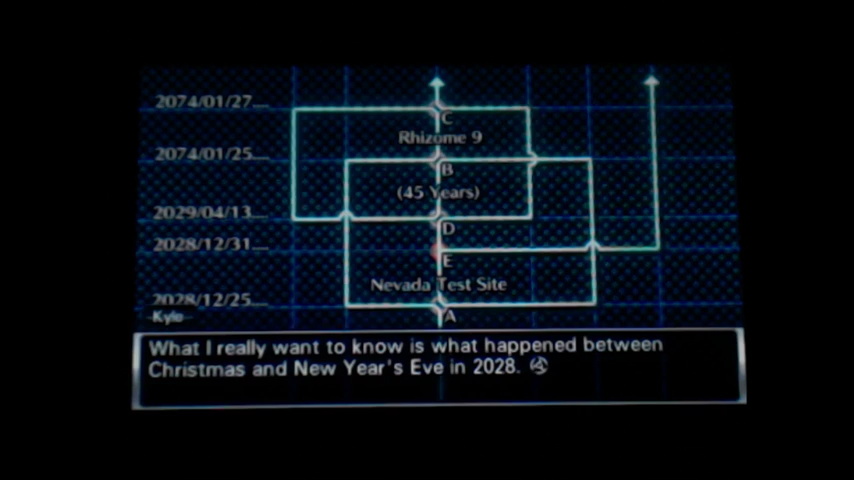 2074/01/27...
C
Rhizome 9
2074/01/25...
B
(45 Years)
2029/04/13...
D
2028/12/31...
E
Nevada Test Site
2028/12/25...
Kyle
A
What I really want to know is what happened between
Christmas and New Year's Eve in 2028.